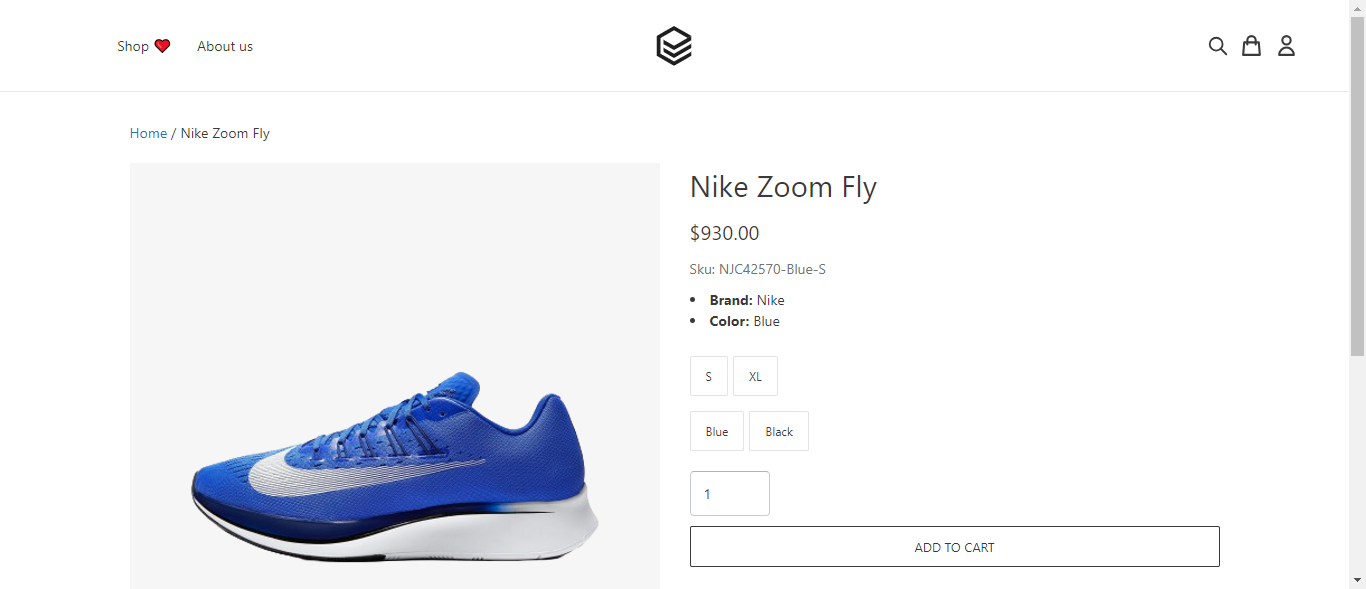 Shop ❤️ About us
Home / Nike Zoom Fly
Nike Zoom Fly
$930.00
Sku: NJC42570-Blue-S
Brand: Nike
Color: Blue
S XL
Blue Black
1
ADD TO CART